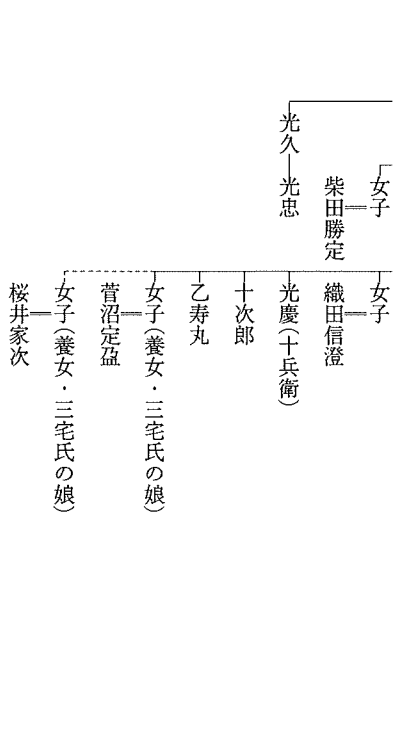 光久
光忠
女子
柴田勝定
女子
織田信澄
光慶(十兵衛)
十次郎
乙寿丸
女子(養女・三宅氏の娘)
菅沼定盈
女子(養女・三宅氏の娘)
桜井家次